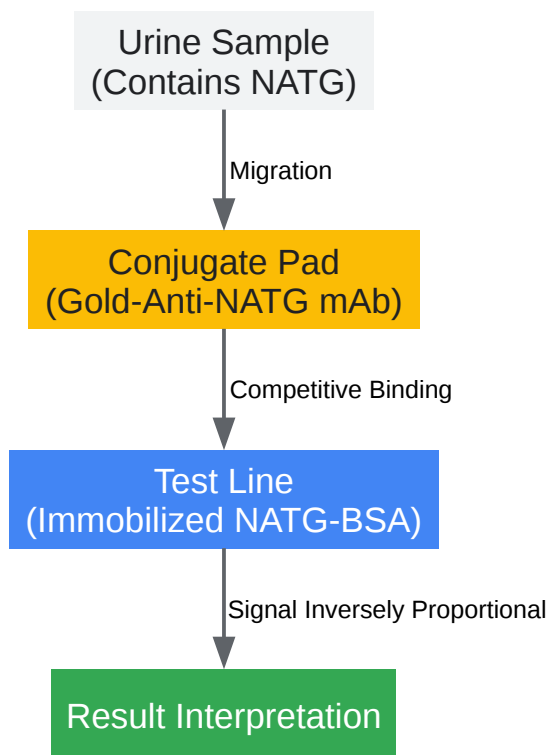 Urine Sample
(Contains NATG)
Migration
Conjugate Pad
(Gold-Anti-NATG mAb)
Competitive Binding
Test Line
(Immobilized NATG-BSA)
Signal Inversely Proportional
Result Interpretation